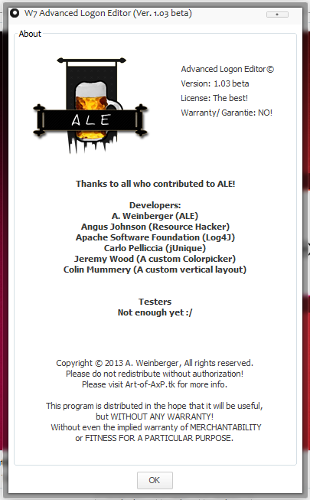 W7 Advanced Logon Editor (Ver. 1.03 beta)
About
ALE
Advanced Logon Editor©
Version: 1.03 beta
License: The best!
Warranty/ Garantie: NO!
Thanks to all who contributed to ALE!
Developers:
A. Weinberger (ALE)
Angus Johnson (Resource Hacker)
Apache Software Foundation (Log4J)
Carlo Pelliccia (jUnique)
Jeremy Wood (A custom Colorpicker)
Colin Mummery (A custom vertical layout)
Testers
Not enough yet :/
Copyright © 2013 A. Weinberger, All rights reserved.
Please do not redistribute without authorization!
Please visit Art-of-AxP.tk for more info.
This program is distributed in the hope that it will be useful,
but WITHOUT ANY WARRANTY!
Without even the implied warranty of MERCHANTABILITY
or FITNESS FOR A PARTICULAR PURPOSE.
OK